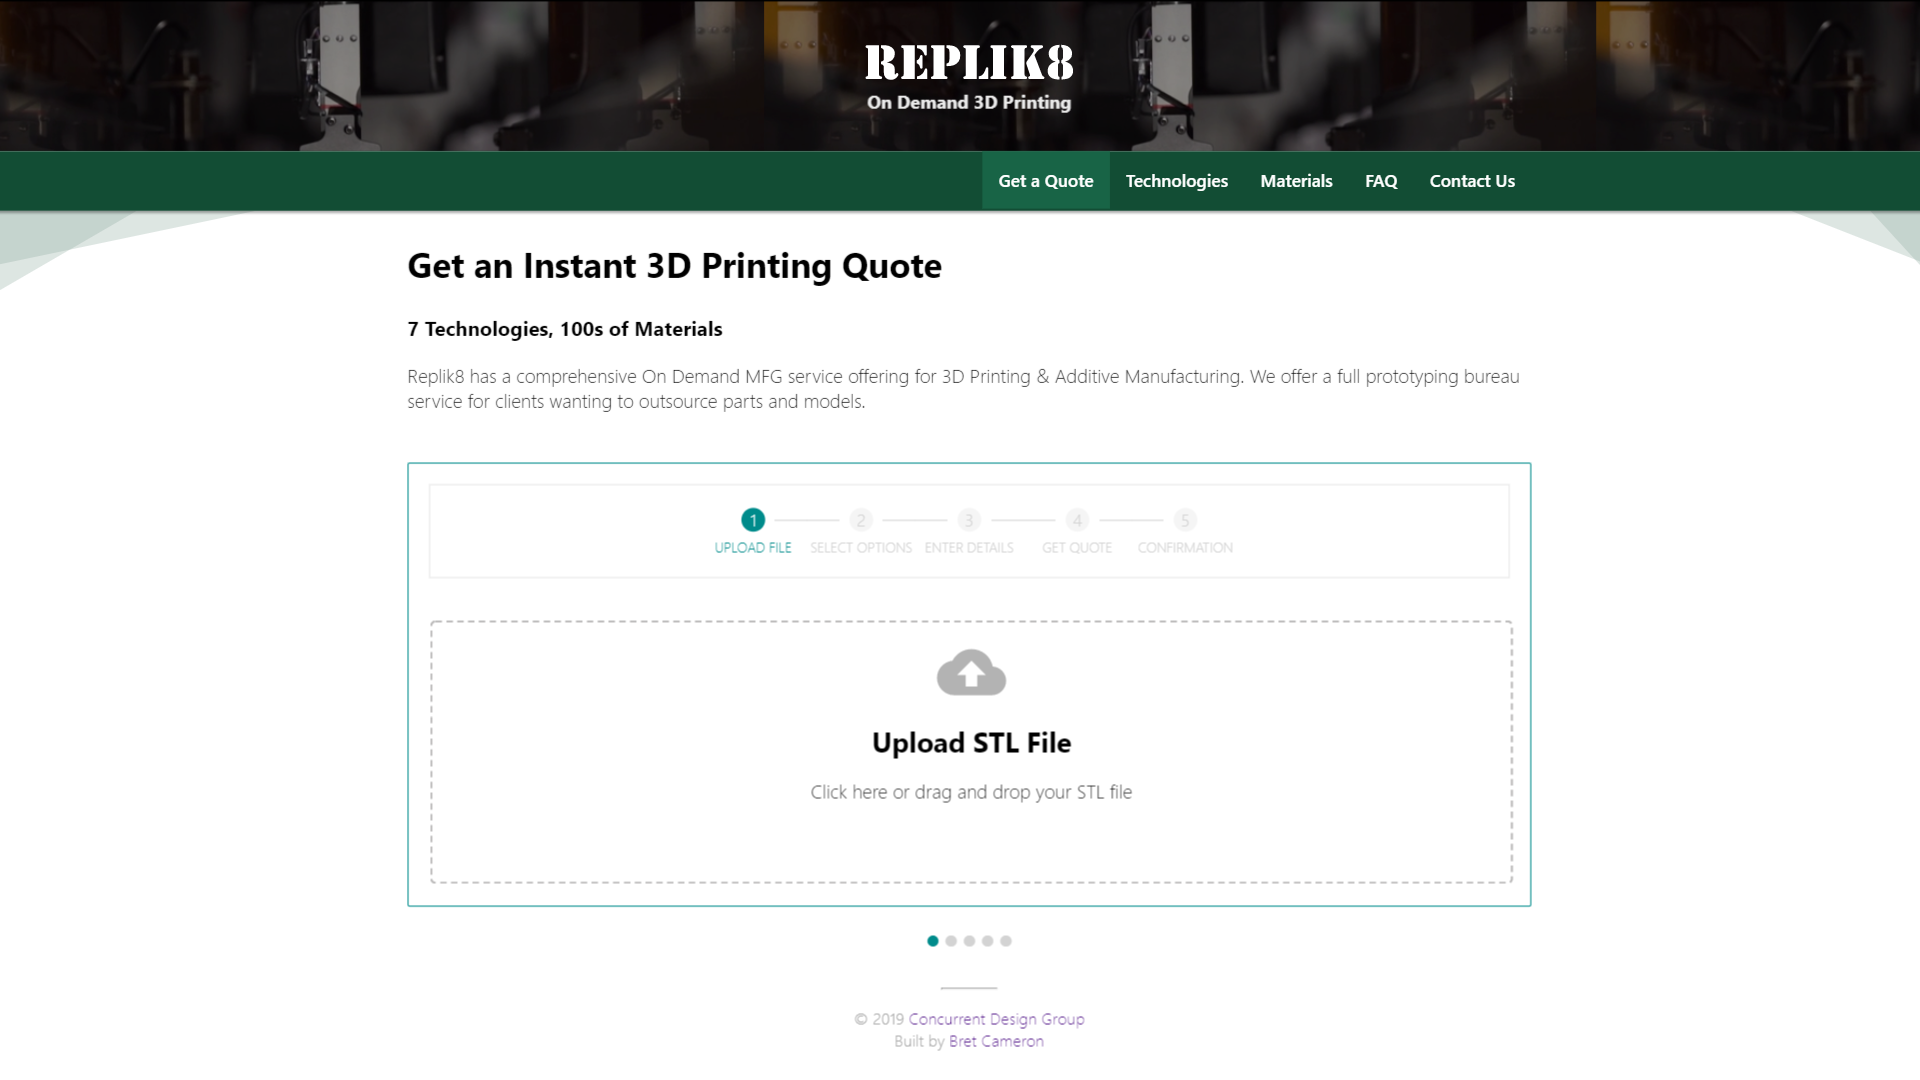 REPLIK8
On Demand 3D Printing
Get a Quote Technologies Materials FAQ Contact Us
Get an Instant 3D Printing Quote
7 Technologies, 100s of Materials
Replik8 has a comprehensive On Demand MFG service offering for 3D Printing & Additive Manufacturing. We offer a full prototyping bureau
service for clients wanting to outsource parts and models.
1 2 3 4 5
UPLOAD FILE SELECT OPTIONS ENTER DETAILS GET QUOTE CONFIRMATION
Upload STL File
Click here or drag and drop your STL file
© 2019 Concurrent Design Group
Built by Bret Cameron